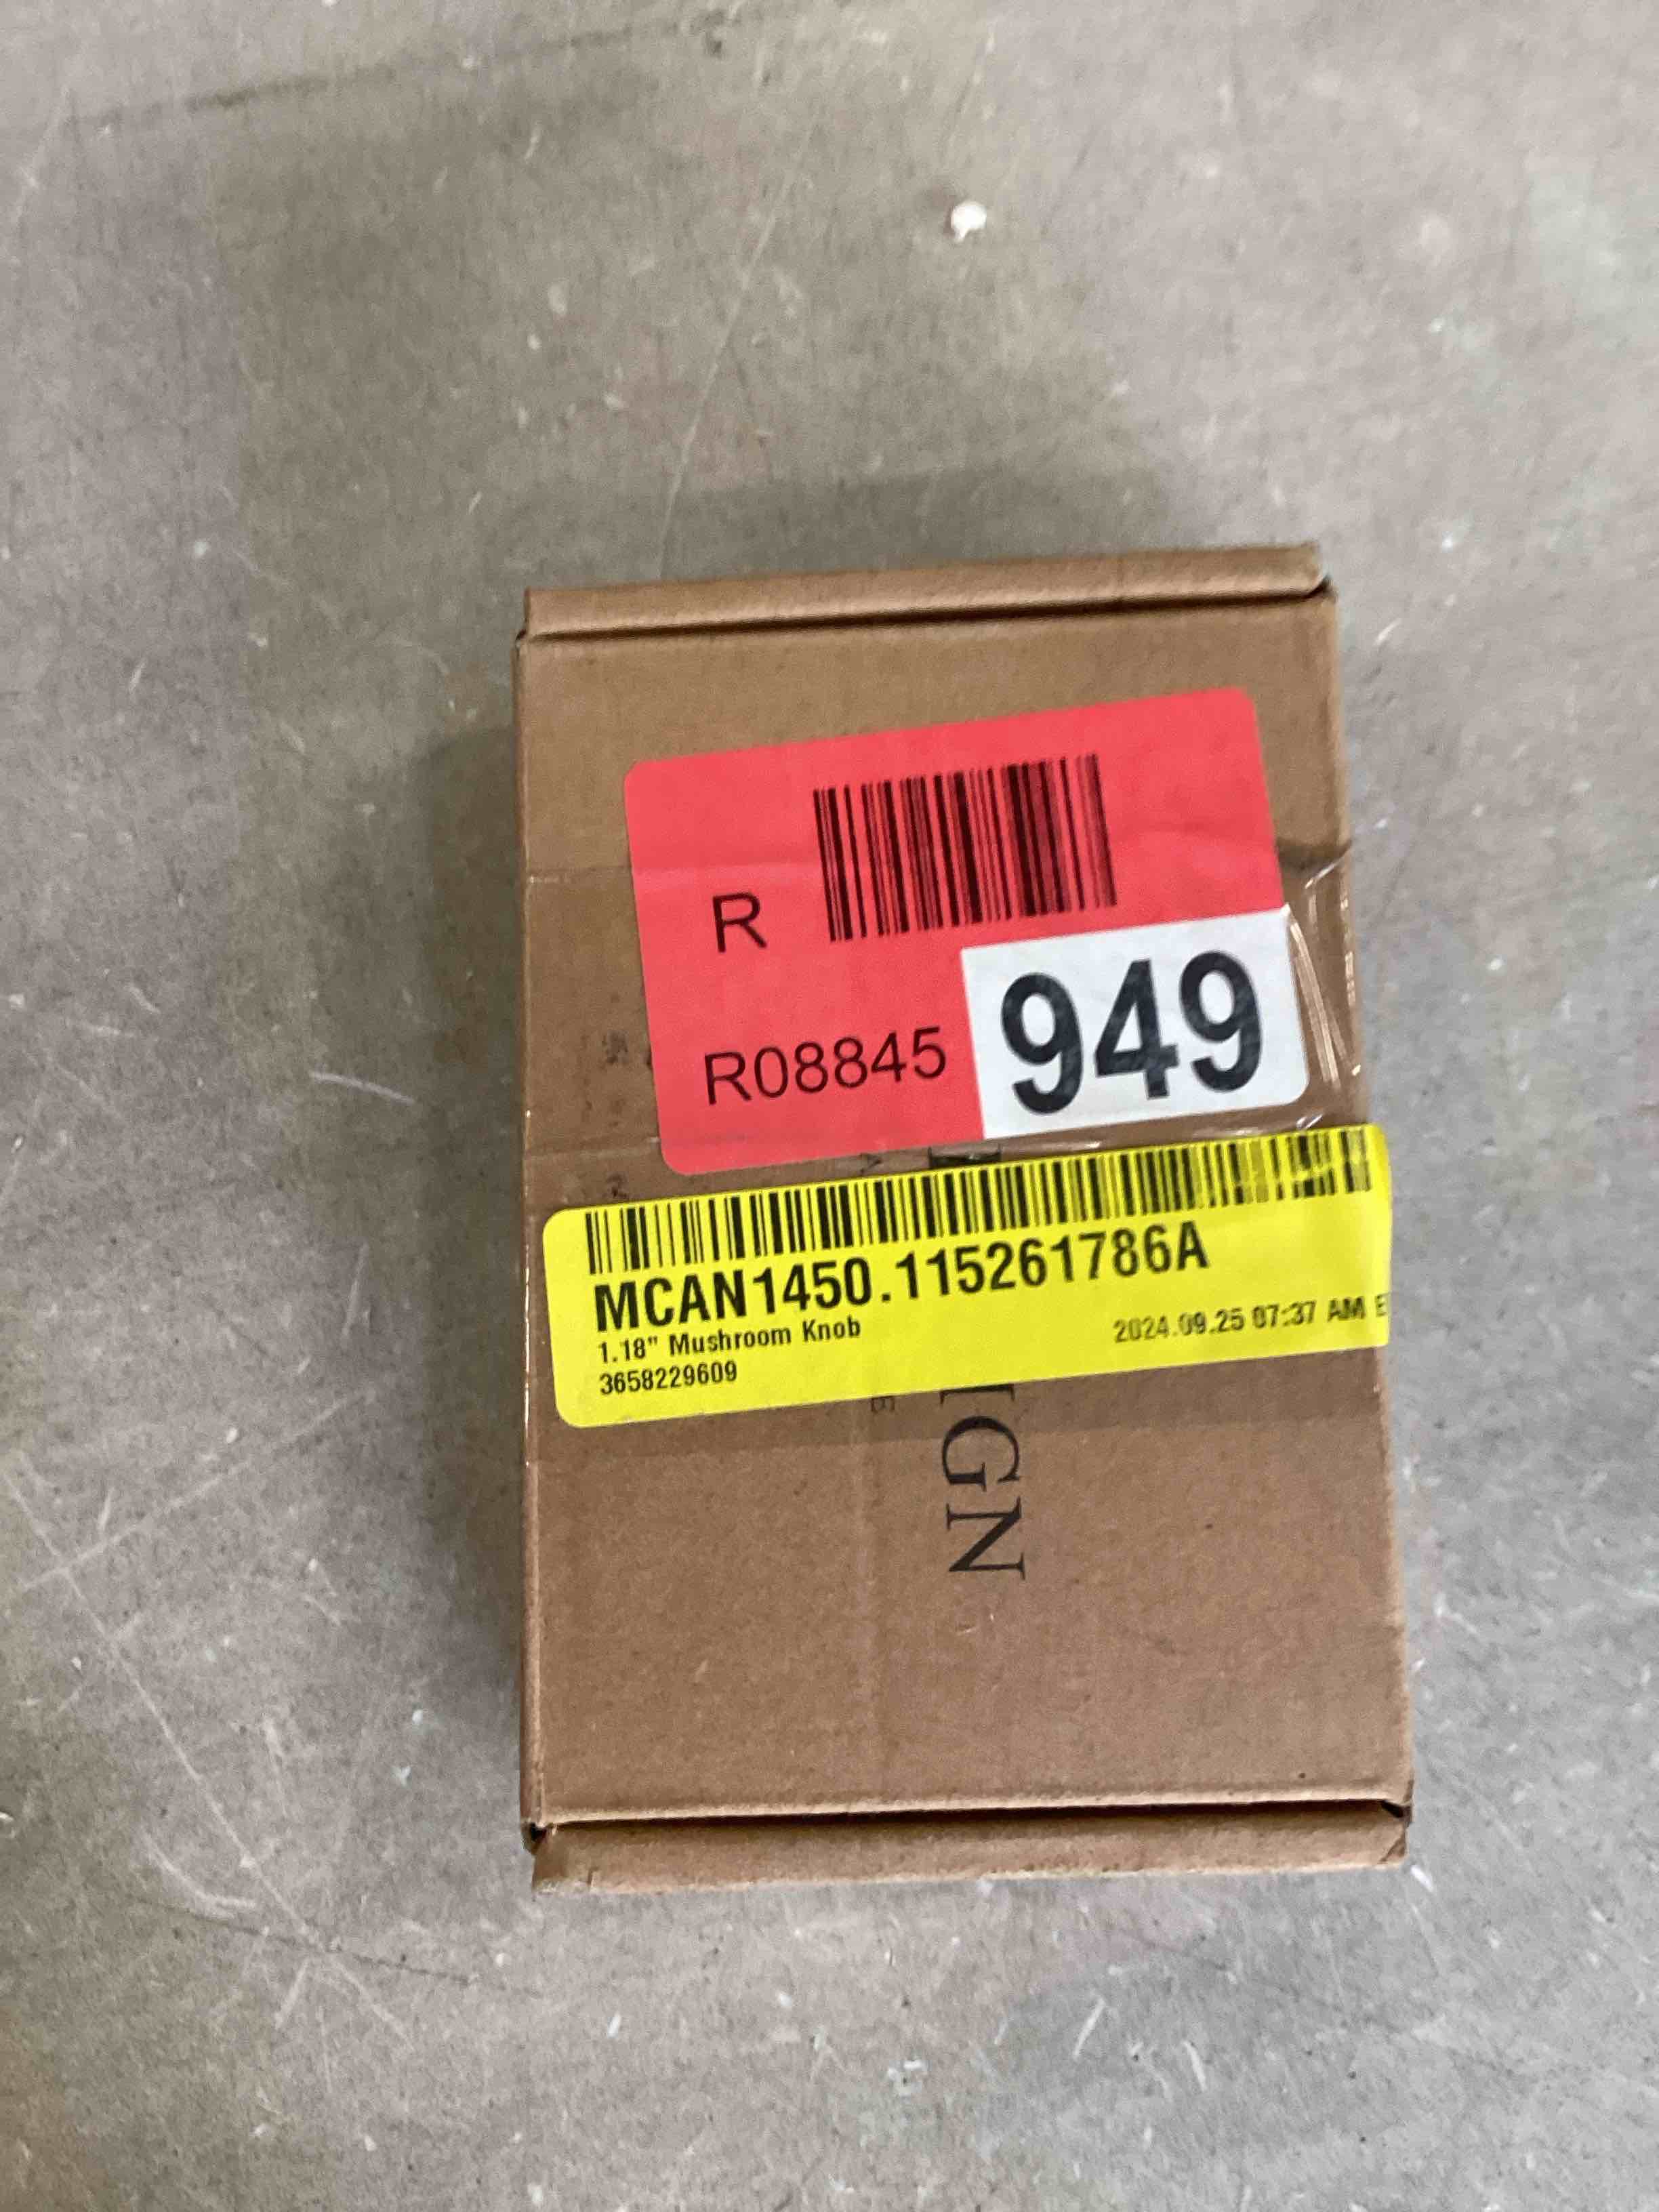 R
R08845
949
MCAN1450.115261786A
1.18" Mushroom Knob
2024.09.25 07:37 AM E
3658229609
IGN